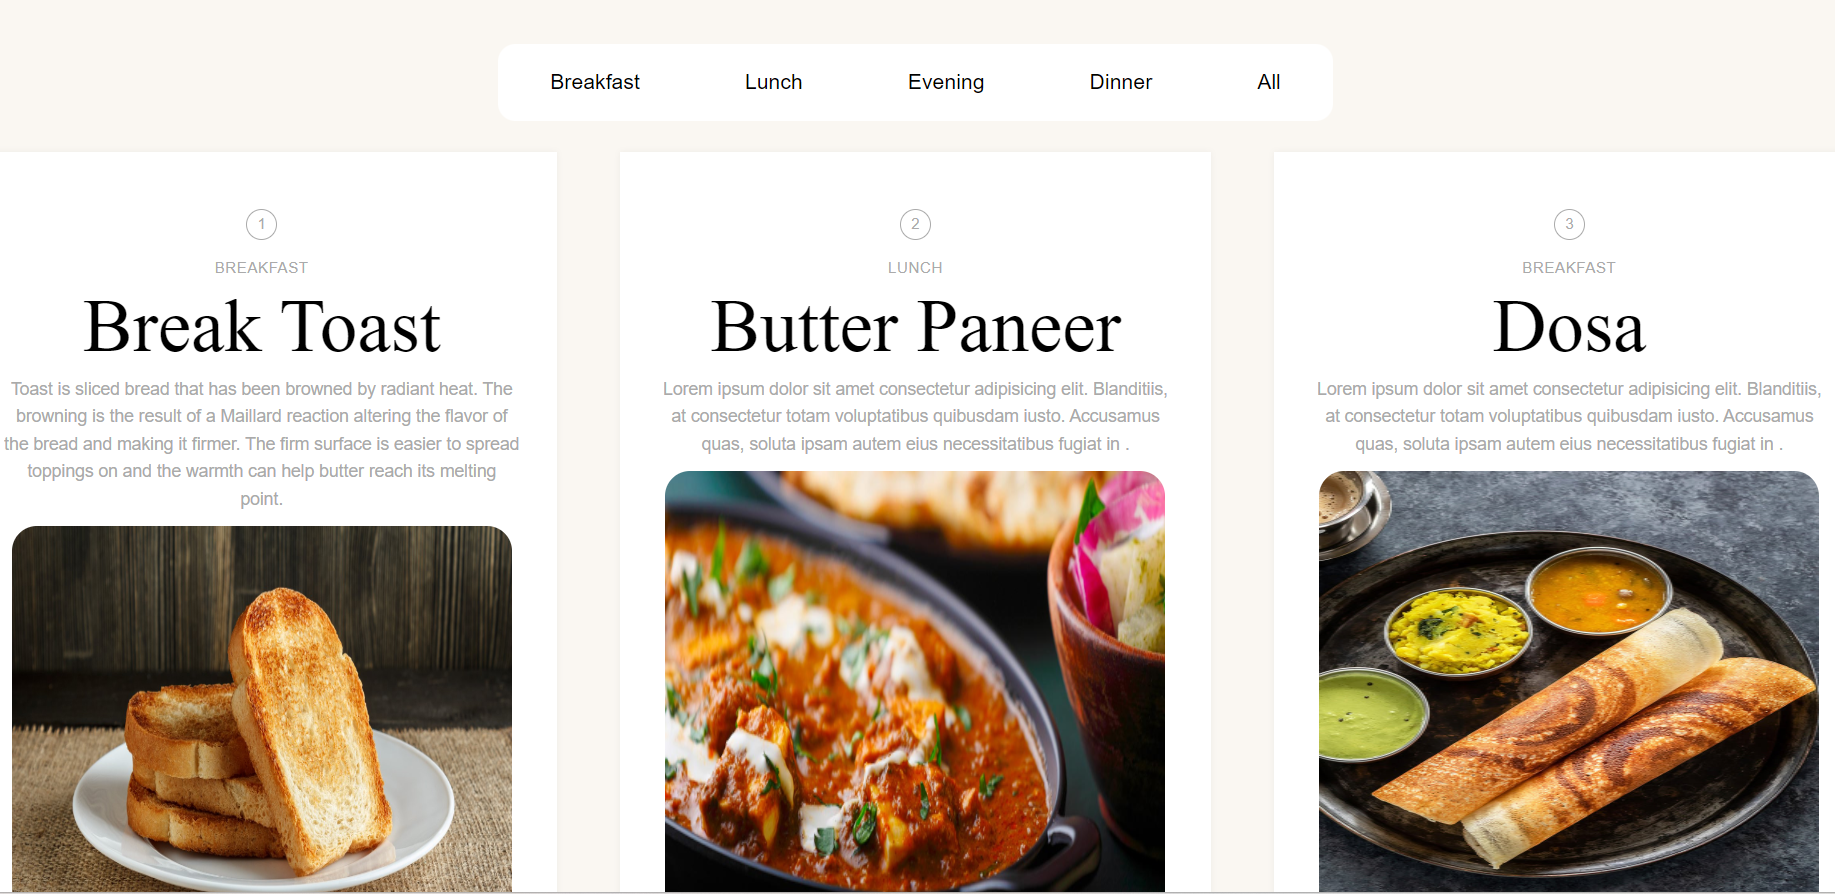 Breakfast Lunch Evening Dinner All
1
BREAKFAST
Break Toast
Toast is sliced bread that has been browned by radiant heat. The
browning is the result of a Maillard reaction altering the flavor of
the bread and making it firmer. The firm surface is easier to spread
toppings on and the warmth can help butter reach its melting
point.
2
LUNCH
Butter Paneer
Lorem ipsum dolor sit amet consectetur adipisicing elit. Blanditiis,
at consectetur totam voluptatibus quibusdam iusto. Accusamus
quas, soluta ipsam autem eius necessitatibus fugiat in .
3
BREAKFAST
Dosa
Lorem ipsum dolor sit amet consectetur adipisicing elit. Blanditiis,
at consectetur totam voluptatibus quibusdam iusto. Accusamus
quas, soluta ipsam autem eius necessitatibus fugiat in .